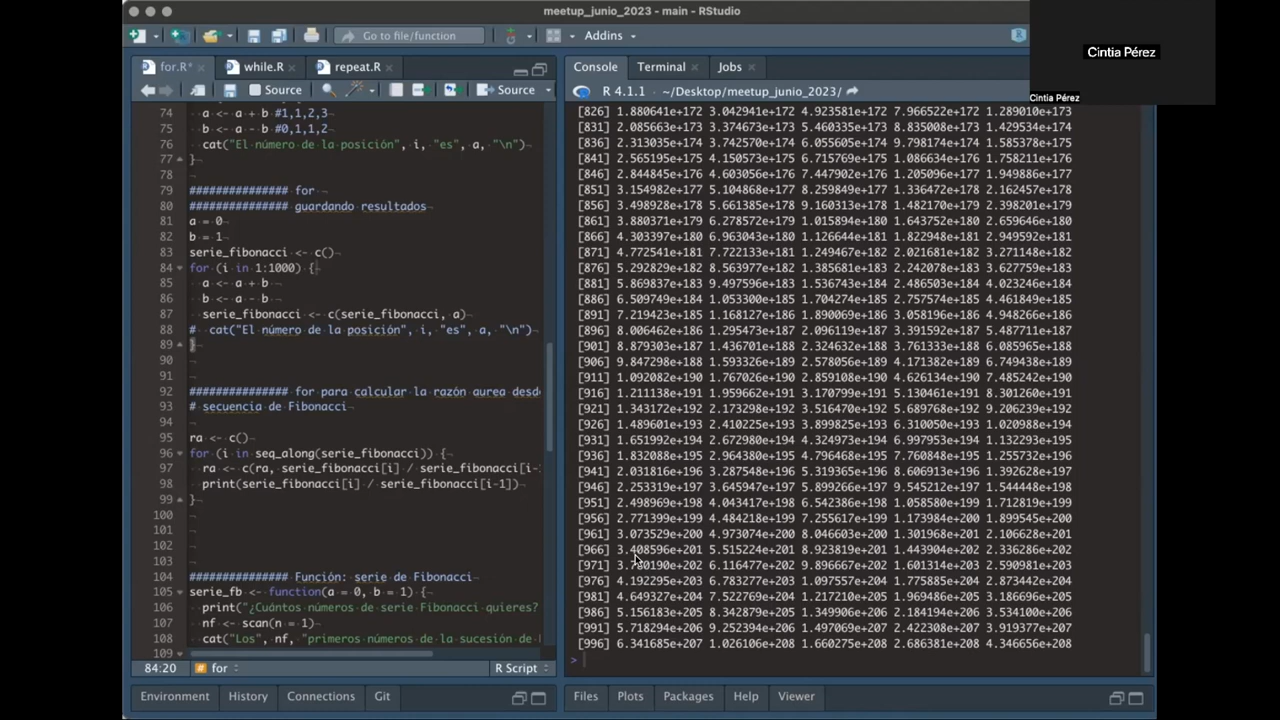 meetup_junio_2023 - main - RStudio
Go to file/function
Addins
for.R*
while.R
repeat.R
Source
Source
74 a <- a + b #1,1,2,3
75 b <- a - b #0,1,1,2
76 cat("El número de la posición", i, "es", a, "\n")
77 }
78
79 ############### for
80 ############### guardando resultados
81 a = 0
82 b = 1
83 serie_fibonacci <- c()
84 for (i in 1:1000) {
85 a <- a + b
86 b <- a - b
87 serie_fibonacci <- c(serie_fibonacci, a)
88 # cat("El número de la posición", i, "es", a, "\n")
89 }
90
91
92 ############### for para calcular la razón aurea desde
93 # secuencia de Fibonacci
94
95 ra <- c()
96 for (i in seq_along(serie_fibonacci)) {
97 ra <- c(ra, serie_fibonacci[i] / serie_fibonacci[i-1
98 print(serie_fibonacci[i] / serie_fibonacci[i-1])
99 }
100
101
102
103
104 ############### Función: serie de Fibonacci
105 serie_fb <- function(a = 0, b = 1) {
106 print("¿Cuántos números de serie Fibonacci quieres?
107 nf <- scan(n = 1)
108 cat("Los", nf, "primeros números de la sucesión de
109
84:20
# for
R Script
Environment
History
Connections
Git
Console
Terminal
Jobs
R 4.1.1 · ~/Desktop/meetup_junio_2023/
[826] 1.880641e+172 3.042941e+172 4.923581e+172 7.966522e+172 1.289010e+173
[831] 2.085663e+173 3.374673e+173 5.460335e+173 8.835008e+173 1.429534e+174
[836] 2.313035e+174 3.742570e+174 6.055605e+174 9.798174e+174 1.585378e+175
[841] 2.565195e+175 4.150573e+175 6.715769e+175 1.086634e+176 1.758211e+176
[846] 2.844845e+176 4.603056e+176 7.447902e+176 1.205096e+177 1.949886e+177
[851] 3.154982e+177 5.104868e+177 8.259849e+177 1.336472e+178 2.162457e+178
[856] 3.498928e+178 5.661385e+178 9.160313e+178 1.482170e+179 2.398201e+179
[861] 3.880371e+179 6.278572e+179 1.015894e+180 1.643752e+180 2.659646e+180
[866] 4.303397e+180 6.963043e+180 1.126644e+181 1.822948e+181 2.949592e+181
[871] 4.772541e+181 7.722133e+181 1.249467e+182 2.021681e+182 3.271148e+182
[876] 5.292829e+182 8.563977e+182 1.385681e+183 2.242078e+183 3.627759e+183
[881] 5.869837e+183 9.497596e+183 1.536743e+184 2.486503e+184 4.023246e+184
[886] 6.509749e+184 1.053300e+185 1.704274e+185 2.757574e+185 4.461849e+185
[891] 7.219423e+185 1.168127e+186 1.890069e+186 3.058196e+186 4.948266e+186
[896] 8.006462e+186 1.295473e+187 2.096119e+187 3.391592e+187 5.487711e+187
[901] 8.879303e+187 1.436701e+188 2.324632e+188 3.761333e+188 6.085965e+188
[906] 9.847298e+188 1.593326e+189 2.578056e+189 4.171382e+189 6.749438e+189
[911] 1.092082e+190 1.767026e+190 2.859108e+190 4.626134e+190 7.485242e+190
[916] 1.211138e+191 1.959662e+191 3.170799e+191 5.130461e+191 8.301260e+191
[921] 1.343172e+192 2.173298e+192 3.516470e+192 5.689768e+192 9.206239e+192
[926] 1.489601e+193 2.410225e+193 3.899825e+193 6.310050e+193 1.020988e+194
[931] 1.651992e+194 2.672980e+194 4.324973e+194 6.997953e+194 1.132293e+195
[936] 1.832088e+195 2.964380e+195 4.796468e+195 7.760848e+195 1.255732e+196
[941] 2.031816e+196 3.287548e+196 5.319365e+196 8.606913e+196 1.392628e+197
[946] 2.253319e+197 3.645947e+197 5.899266e+197 9.545212e+197 1.544448e+198
[951] 2.498969e+198 4.043417e+198 6.542386e+198 1.058580e+199 1.712819e+199
[956] 2.771399e+199 4.484218e+199 7.255617e+199 1.173984e+200 1.899545e+200
[961] 3.073529e+200 4.973074e+200 8.046603e+200 1.301968e+201 2.106628e+201
[966] 3.408596e+201 5.515224e+201 8.923819e+201 1.443904e+202 2.336286e+202
[971] 6.116477e+202 9.896667e+202 1.601314e+203 2.590981e+203
[976] 4.192295e+203 6.783277e+203 1.097557e+204 1.775885e+204 2.873442e+204
[981] 4.649327e+204 7.522769e+204 1.217210e+205 1.969486e+205 3.186695e+205
[986] 5.156183e+205 8.342879e+205 1.349906e+206 2.184194e+206 3.534100e+206
[991] 5.718294e+206 9.252394e+206 1.497069e+207 2.422308e+207 3.919377e+207
[996] 6.341685e+207 1.026106e+208 1.660275e+208 2.686381e+208 4.346656e+208
>
Files
Plots
Packages
Help
Viewer
Cintia Pérez
Cintia Pérez